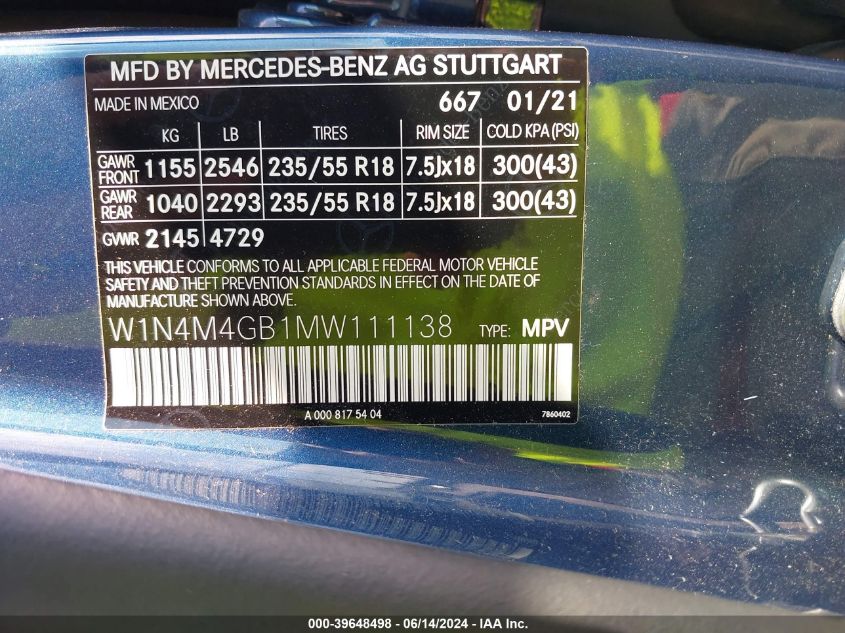 MFD BY MERCEDES-BENZ AG STUTTGART
MADE IN MEXICO 667 01/21
KG LB TIRES RIM SIZE COLD KPA (PSI)
GAWR FRONT 1155 2546 235/55 R18 7.5Jx18 300(43)
GAWR REAR 1040 2293 235/55 R18 7.5Jx18 300(43)
GVWR 2145 4729
THIS VEHICLE CONFORMS TO ALL APPLICABLE FEDERAL MOTOR VEHICLE
SAFETY AND THEFT PREVENTION STANDARDS IN EFFECT ON THE DATE OF
MANUFACTURE SHOWN ABOVE.
W1N4M4GB1MW111138 TYPE: MPV
A 000 817 54 04 7860402
000-39648498 - 06/14/2024 - IAA Inc.